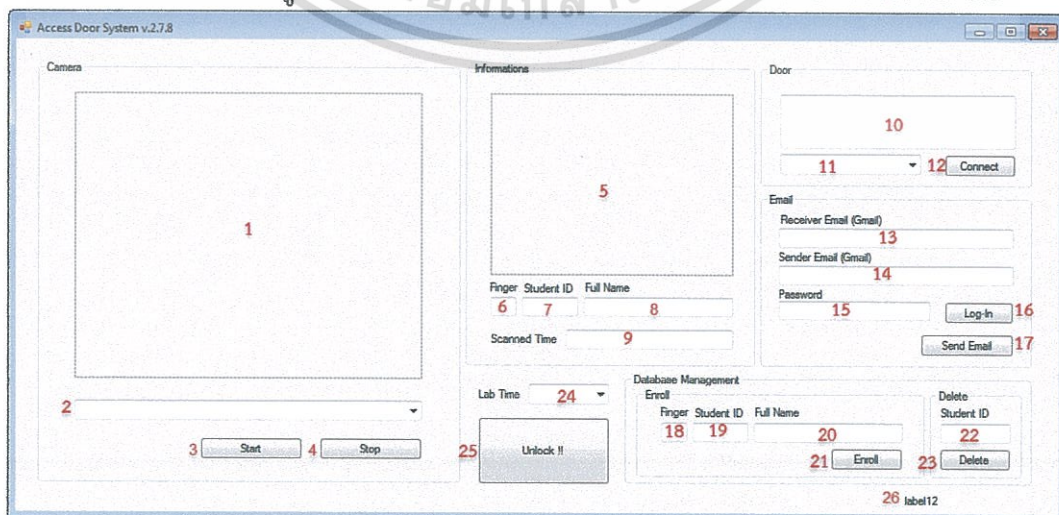 Access Door System v.2.7.8
Camera
1
2
3 Start 4 Stop
Informations
5
Finger Student ID Full Name
6 7 8
Scanned Time 9
Lab Time 24
25 Unlock !!
Door
10
11 12 Connect
Email
Receiver Email (Gmail)
13
Sender Email (Gmail)
14
Password
15 Log-In 16
Send Email 17
Database Management
Enroll
Finger Student ID Full Name
18 19 20
21 Enroll
Delete
Student ID
22
23 Delete
26 label12